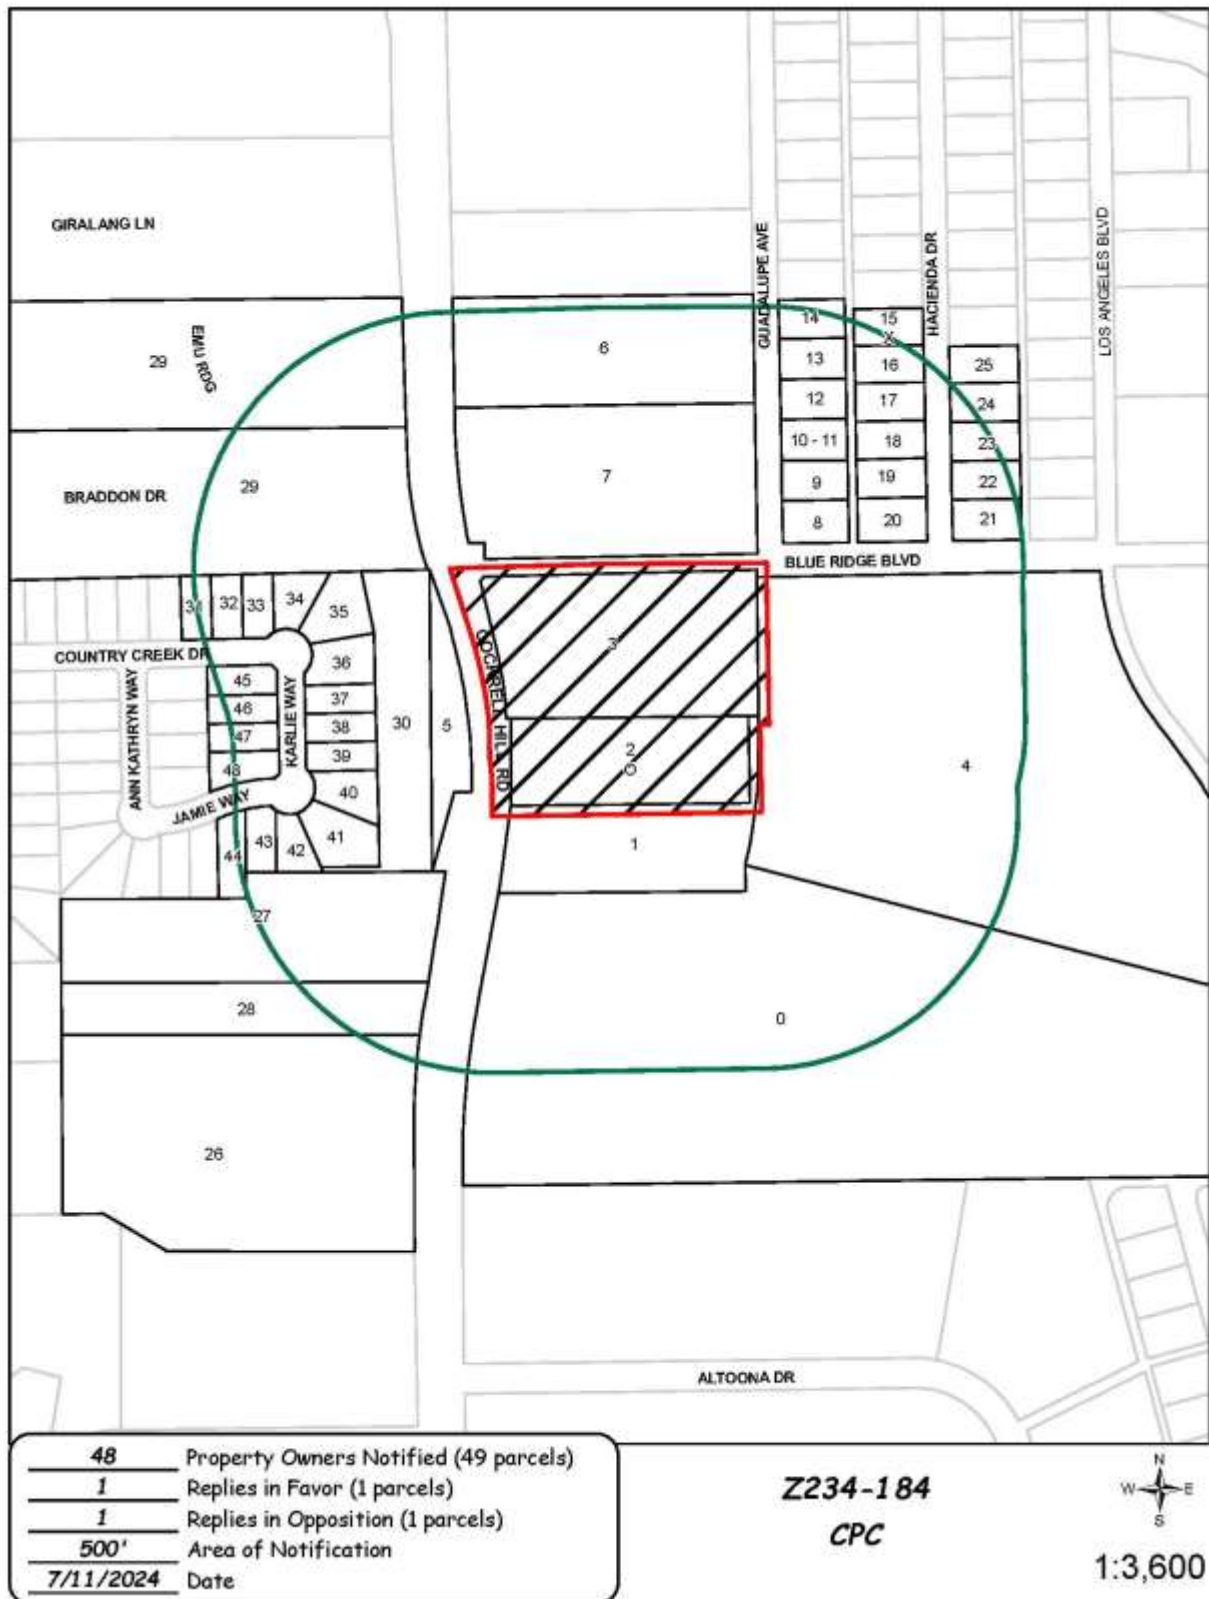 GIRALANG LN
GUADALUPE AVE
HACIENDA DR
LOS ANGELES BLVD
29
EMU RDG
6
14
15
X
13
16
25
12
17
24
10 - 11
18
23
BRADDON DR
29
7
9
19
22
8
20
21
BLUE RIDGE BLVD
31
32
33
34
35
COUNTRY CREEK DR
36
3
COCKRELL HILL RD
ANN KATHRYN WAY
45
KARLIE WAY
37
46
38
30
5
47
39
2
O
4
48
40
JAMIE WAY
41
43
42
44
1
27
28
0
26
ALTOONA DR
48 Property Owners Notified (49 parcels)
1 Replies in Favor (1 parcels)
1 Replies in Opposition (1 parcels)
500' Area of Notification
7/11/2024 Date
Z234-184
CPC
N
W E
S
1:3,600